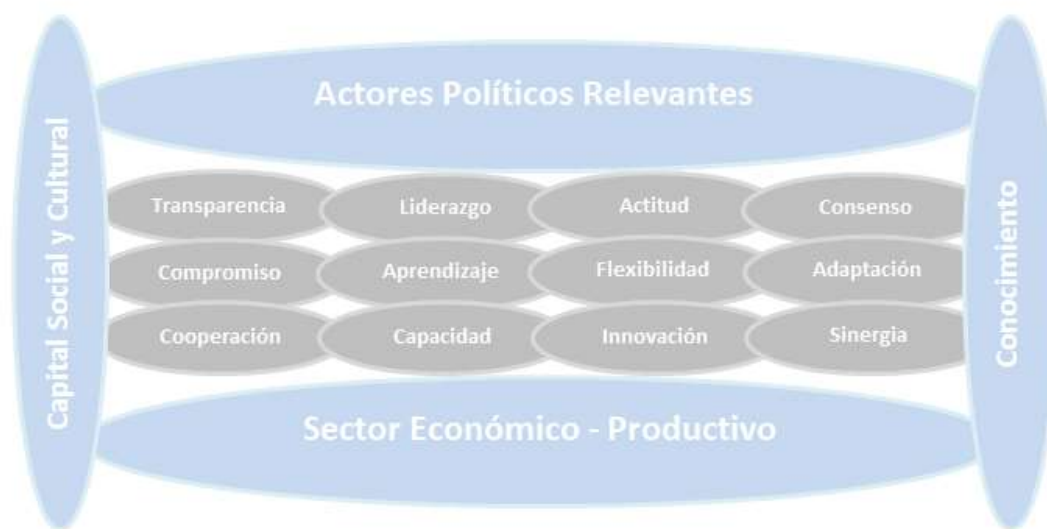 Actores Políticos Relevantes
Capital Social y Cultural
Transparencia
Liderazgo
Actitud
Consenso
Compromiso
Aprendizaje
Flexibilidad
Adaptación
Cooperación
Capacidad
Innovación
Sinergia
Conocimiento
Sector Económico - Productivo